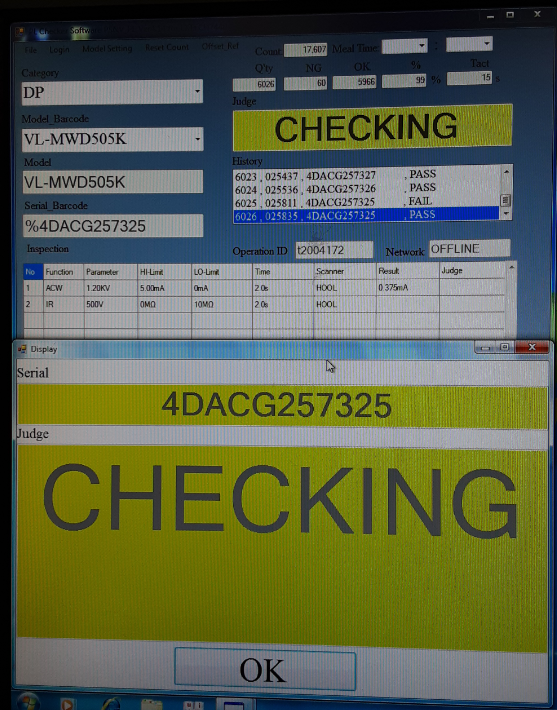 File Login Model Setting Reset Count Offset_Ref
Count 17,607 Meal Time :
Category
DP
Q'ty NG OK % Tact
6026 60 5966 99 % 15 s
Judge
CHECKING
Model_Barcode
VL-MWD505K
Model
VL-MWD505K
Serial_Barcode
%4DACG257325
History
6023 , 025437 , 4DACG257327 , PASS
6024 , 025536 , 4DACG257326 , PASS
6025 , 025811 , 4DACG257325 , FAIL
6026 , 025835 , 4DACG257325 , PASS
Inspection
Operation ID t2004172 Network OFFLINE
No Function Parameter HI-Limit LO-Limit Time Scanner Result Judge
1 ACW 1.20KV 5.00mA 0mA 2.0s HOOL 0.375mA
2 IR 500V 0MΩ 10MΩ 2.0s HOOL
Display
Serial
4DACG257325
Judge
CHECKING
OK